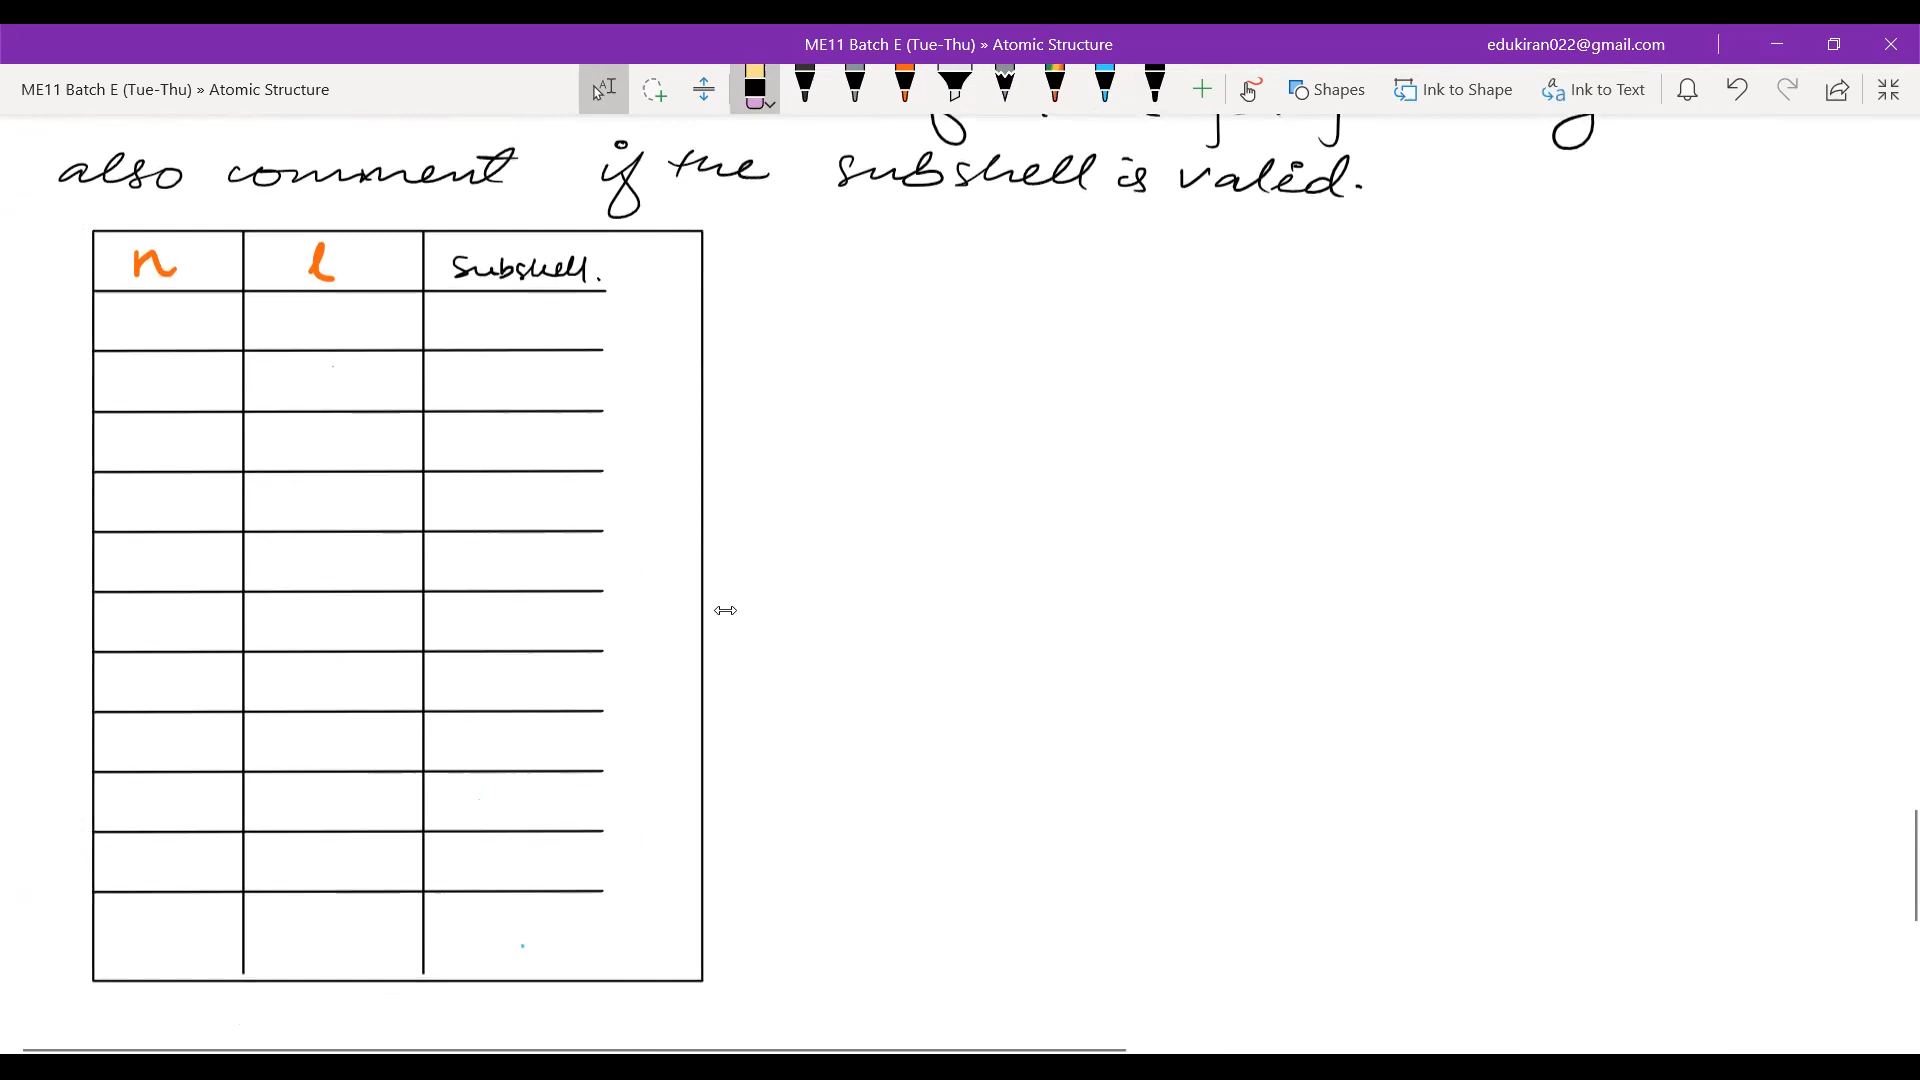 ME11 Batch E (Tue-Thu) » Atomic Structure
edukiran022@gmail.com
ME11 Batch E (Tue-Thu) » Atomic Structure
Shapes
Ink to Shape
Ink to Text
also comment if the subshell is valid.
n l Subshell.